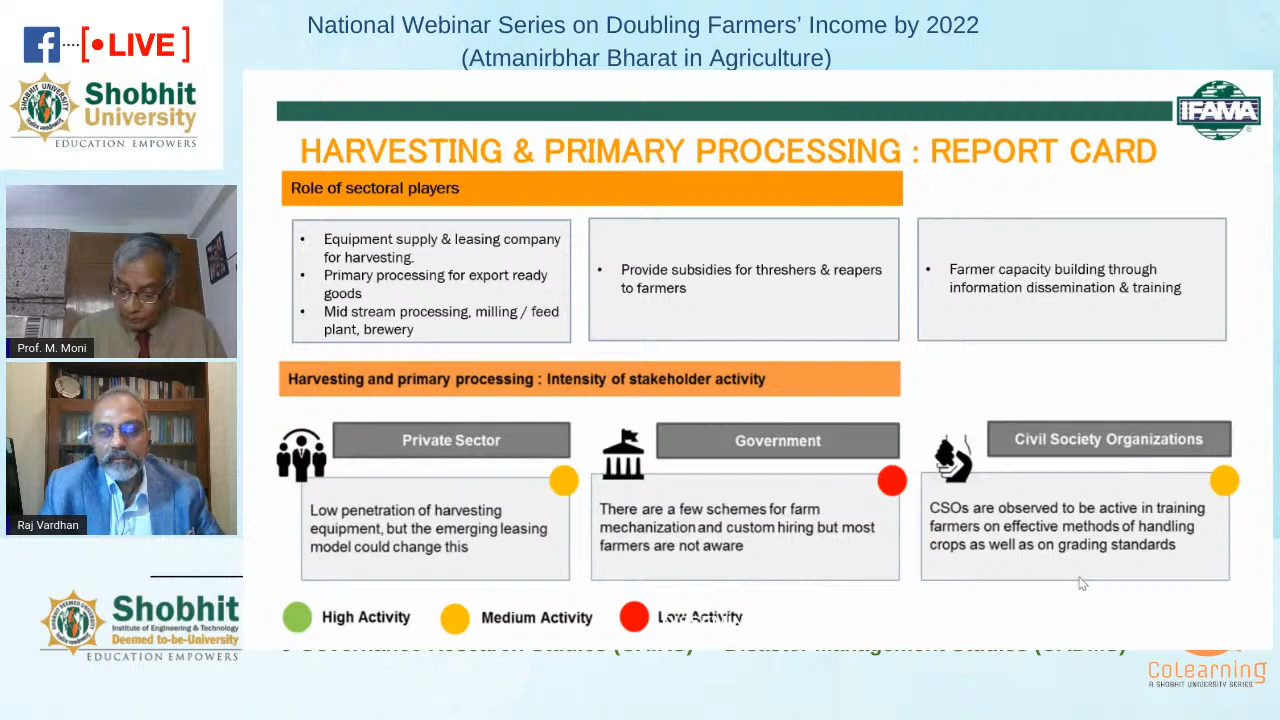 National Webinar Series on Doubling Farmers' Income by 2022
(Atmanirbhar Bharat in Agriculture)
[•LIVE]
Shobhit
University
EDUCATION EMPOWERS
IFAMA
HARVESTING & PRIMARY PROCESSING : REPORT CARD
Role of sectoral players
• Equipment supply & leasing company
for harvesting.
• Primary processing for export ready
goods
• Mid stream processing, milling / feed
plant, brewery
• Provide subsidies for threshers & reapers
to farmers
• Farmer capacity building through
information dissemination & training
Prof. M. Moni
Raj Vardhan
Harvesting and primary processing : Intensity of stakeholder activity
Private Sector
Low penetration of harvesting
equipment, but the emerging leasing
model could change this
Government
There are a few schemes for farm
mechanization and custom hiring but most
farmers are not aware
Civil Society Organizations
CSOs are observed to be active in training
farmers on effective methods of handling
crops as well as on grading standards
High Activity
Medium Activity
Low Activity
Shobhit
Institute of Engineering & Technology
Deemed to-be-University
EDUCATION EMPOWERS
CoLearning
A SHOBHIT UNIVERSITY SERIES